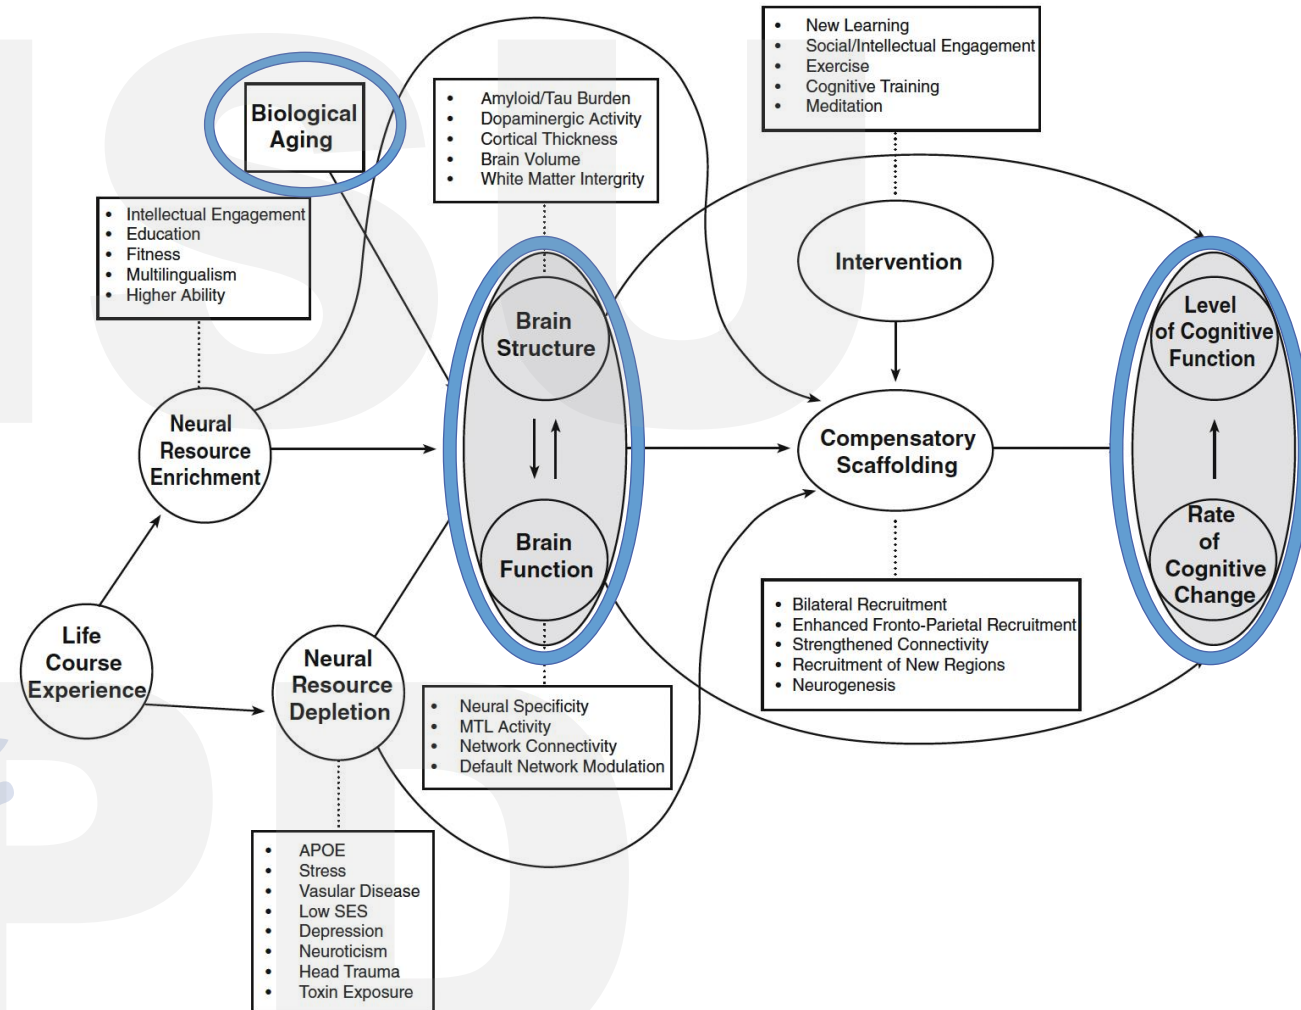 • New Learning
• Social/Intellectual Engagement
• Exercise
• Cognitive Training
• Meditation
Biological
Aging
• Amyloid/Tau Burden
• Dopaminergic Activity
• Cortical Thickness
• Brain Volume
• White Matter Intergrity
• Intellectual Engagement
• Education
• Fitness
• Multilingualism
• Higher Ability
Intervention
Brain
Structure
Level
of Cognitive
Function
Neural
Resource
Enrichment
Compensatory
Scaffolding
Brain
Function
Rate
of
Cognitive
Change
Life
Course
Experience
Neural
Resource
Depletion
• Bilateral Recruitment
• Enhanced Fronto-Parietal Recruitment
• Strengthened Connectivity
• Recruitment of New Regions
• Neurogenesis
• Neural Specificity
• MTL Activity
• Network Connectivity
• Default Network Modulation
• APOE
• Stress
• Vasular Disease
• Low SES
• Depression
• Neuroticism
• Head Trauma
• Toxin Exposure